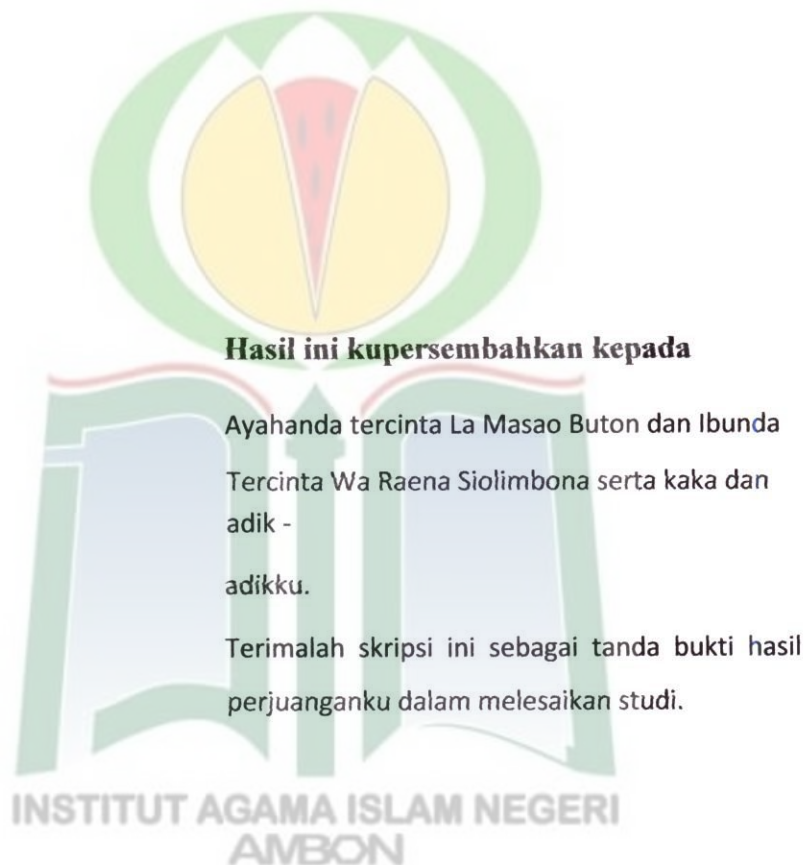 Hasil ini kupersembahkan kepada
Ayahanda tercinta La Masao Buton dan Ibunda
Tercinta Wa Raena Siolimbona serta kaka dan
adik -
adikku.
Terimalah skripsi ini sebagai tanda bukti hasil
perjuanganku dalam melesaikan studi.
INSTITUT AGAMA ISLAM NEGERI
AMBON